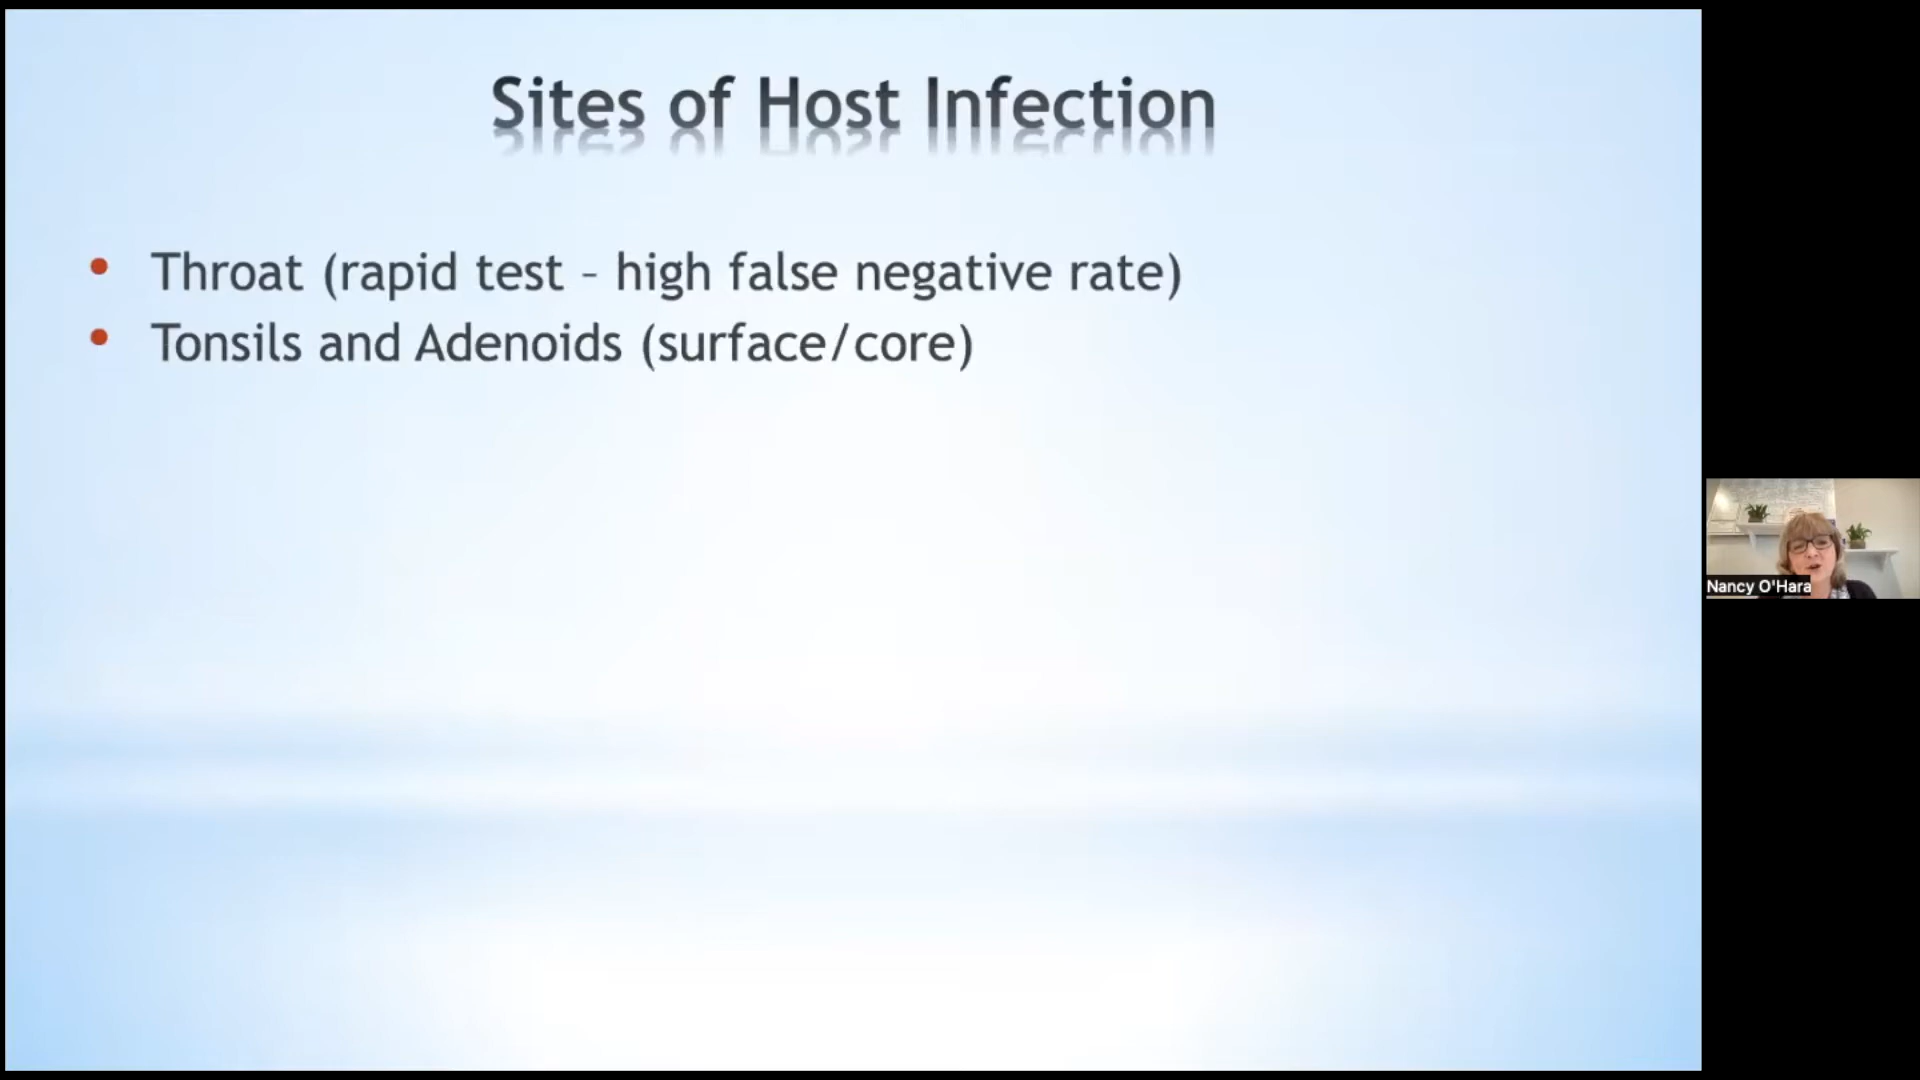 Sites of Host Infection
• Throat (rapid test – high false negative rate)
• Tonsils and Adenoids (surface/core)
Nancy O'Hara